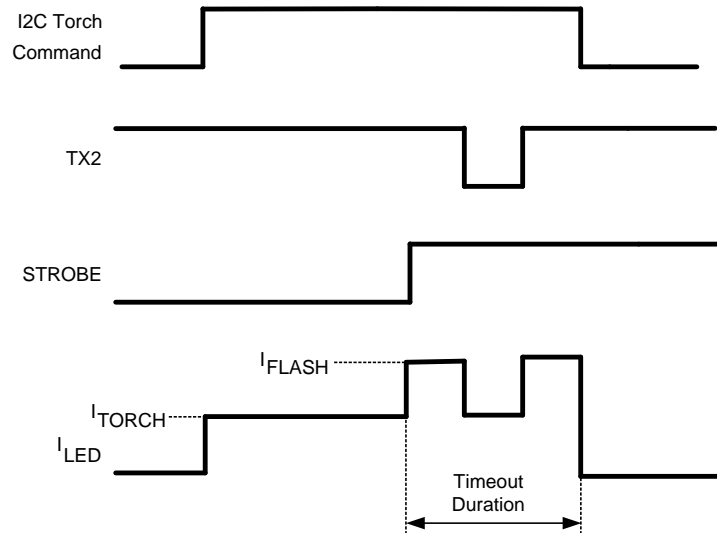 I2C Torch
Command
TX2
STROBE
IFLASH
ITORCH
ILED
Timeout
Duration